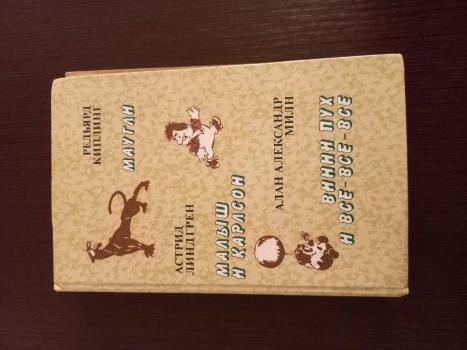 РЕДЬЯРД
КИПЛИНГ
МАУГЛИ
АСТРИД
ЛИНДГРЕН
МАЛЫШ
И КАРЛСОН
АЛАН АЛЕКСАНДР
МИЛН
ВИННИ ПУХ
И ВСЕ-ВСЕ-ВСЕ